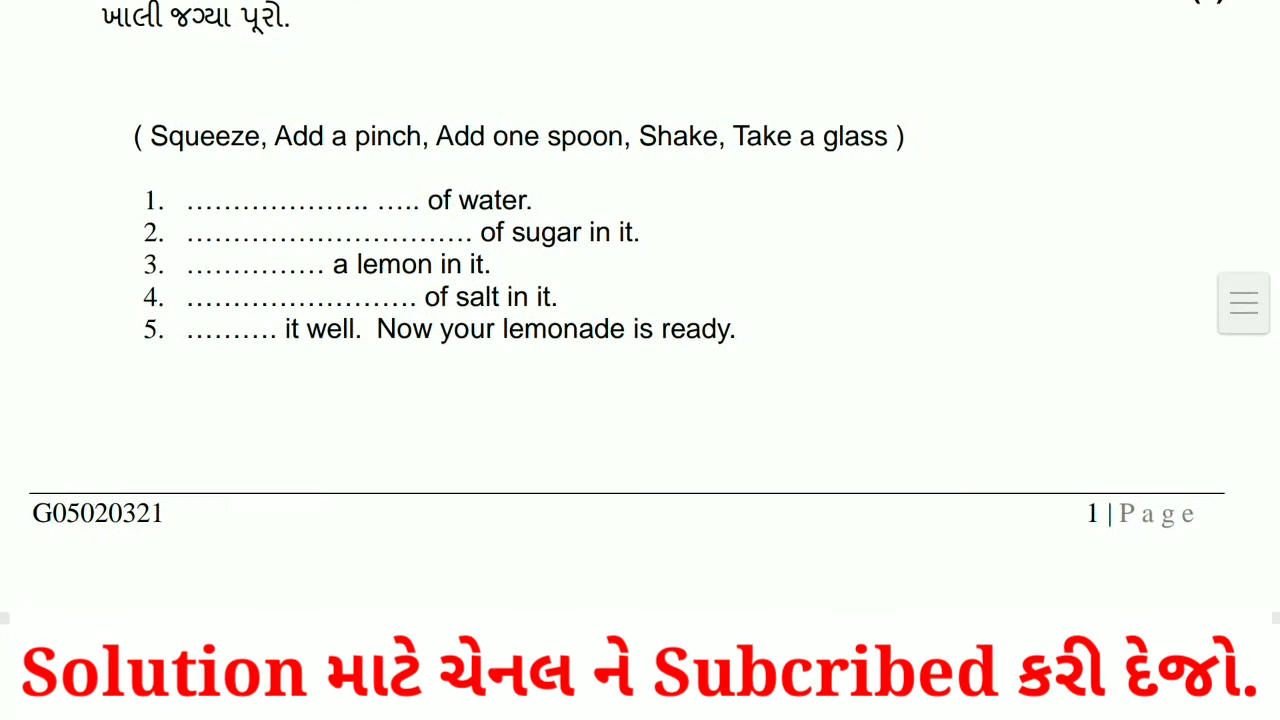 ખાલી જગ્યા પૂરો.
( Squeeze, Add a pinch, Add one spoon, Shake, Take a glass )
1. ………………... ….. of water.
2. …………………………. of sugar in it.
3. …………… a lemon in it.
4. ……………………. of salt in it.
5. ………. it well. Now your lemonade is ready.
G05020321
1 | P a g e
Solution માટે ચેનલ ને Subcribed કરી દેજો.